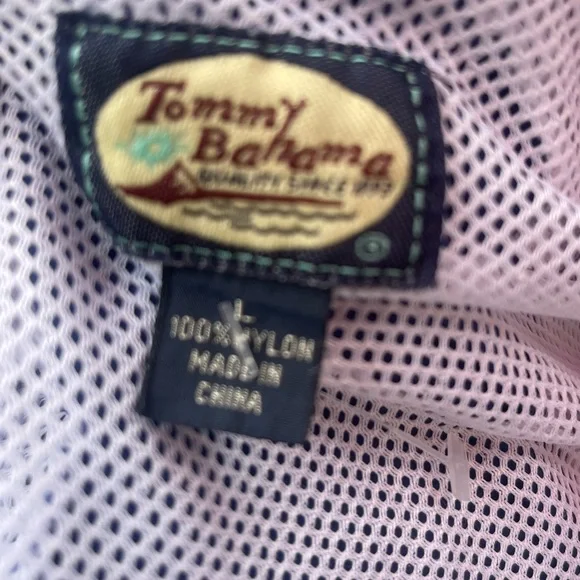 Tommy
Bahama
QUALITY SINCE 1993
®
L
100% NYLON
MADE IN
CHINA